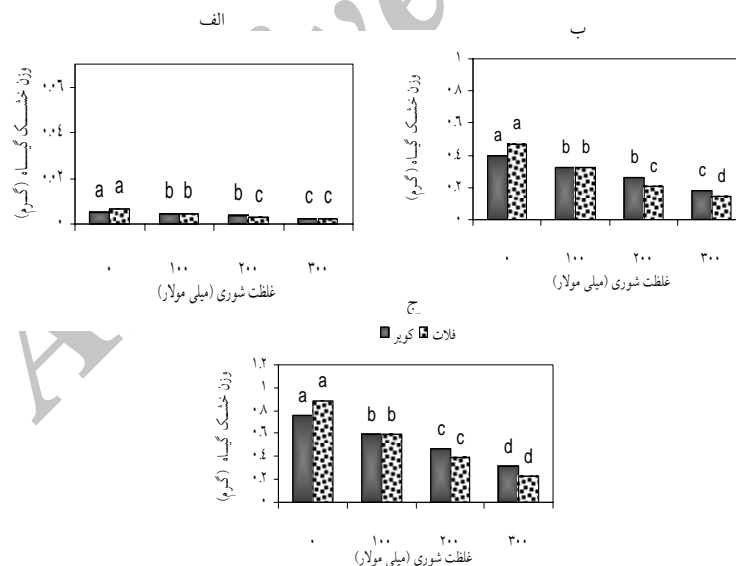 الف
وزن خشک گیاه (گرم)
۰.۰۶
۰.۰۴
۰.۰۲
۰
a a b b b c c c
۰ ۱۰۰ ۲۰۰ ۳۰۰
غلظت شوری (میلی مولار)
ب
وزن خشک گیاه (گرم)
۱
۰.۸
۰.۶
۰.۴
۰.۲
۰
a a b b b c c d
۰ ۱۰۰ ۲۰۰ ۳۰۰
غلظت شوری (میلی مولار)
ج
کویر فلات
وزن خشک گیاه (گرم)
۱.۲
۱
۰.۸
۰.۶
۰.۴
۰.۲
۰
a a b b c c d d
۰ ۱۰۰ ۲۰۰ ۳۰۰
غلظت شوری (میلی مولار)